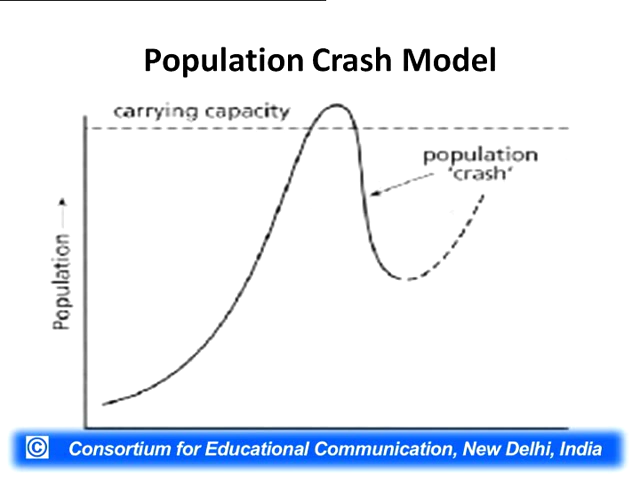 Population Crash Model
carrying capacity
population
'crash'
Population
© Consortium for Educational Communication, New Delhi, India